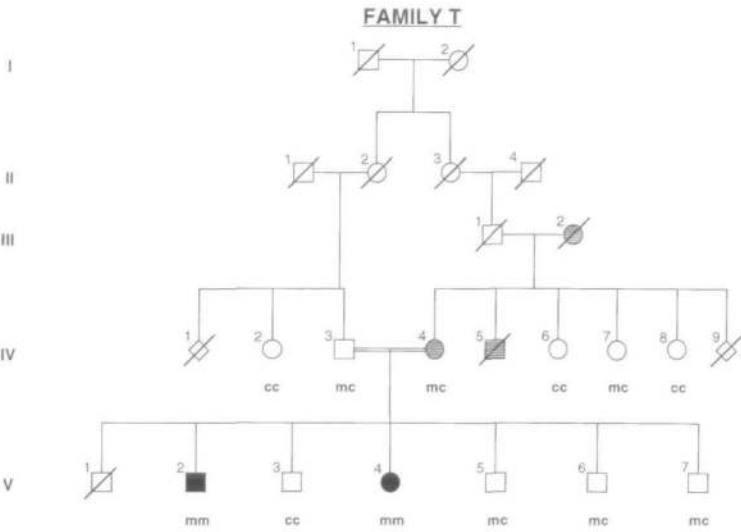 FAMILY T
I
1 2
II
1 2 3 4
III
1 2
IV
1 2 3 4 5 6 7 8 9
cc mc mc cc mc cc
V
1 2 3 4 5 6 7
mm cc mm mc mc mc